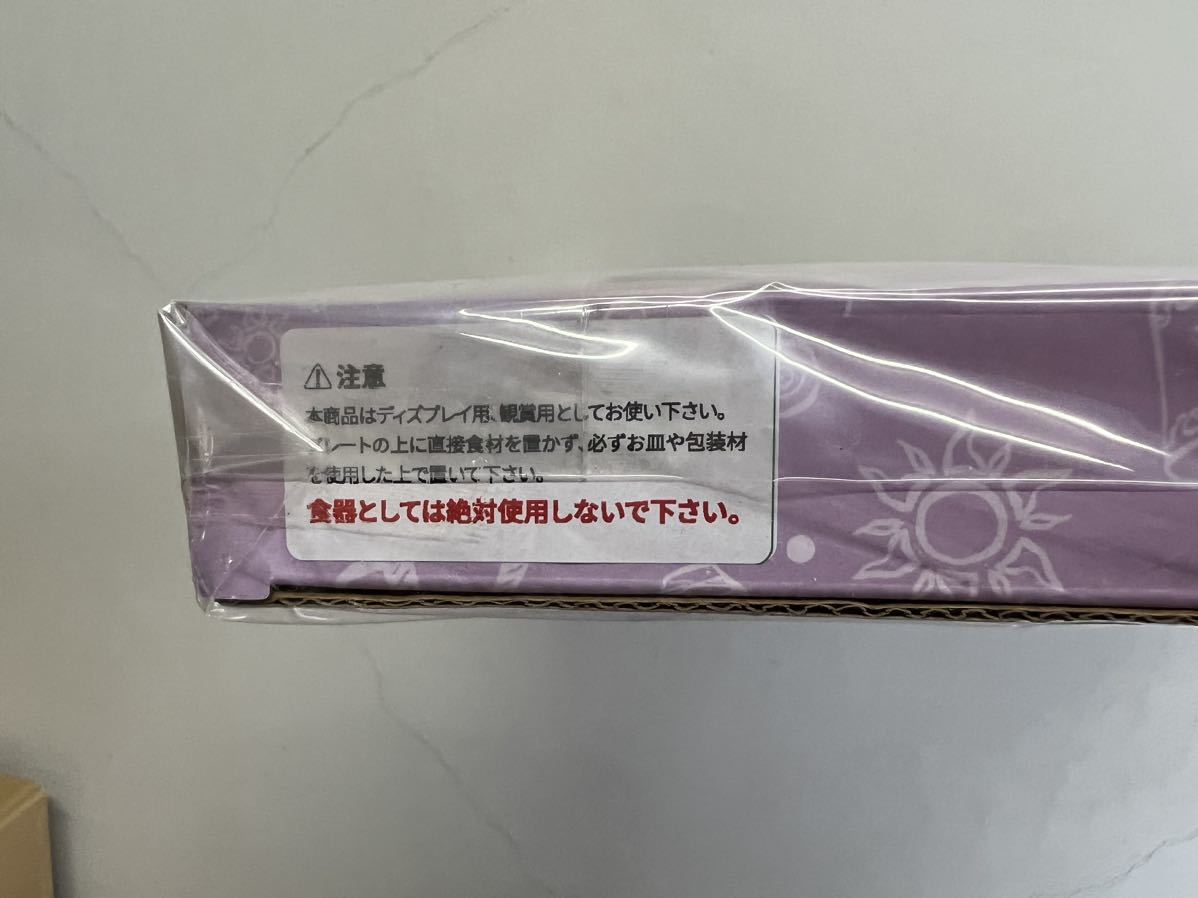 ⚠注意
本商品はディズプレイ用、観賞用としてお使い下さい。
プレートの上に直接食材を置かず、必ずお皿や包装材
を使用した上で置いて下さい。
食器としては絶対使用しないで下さい。